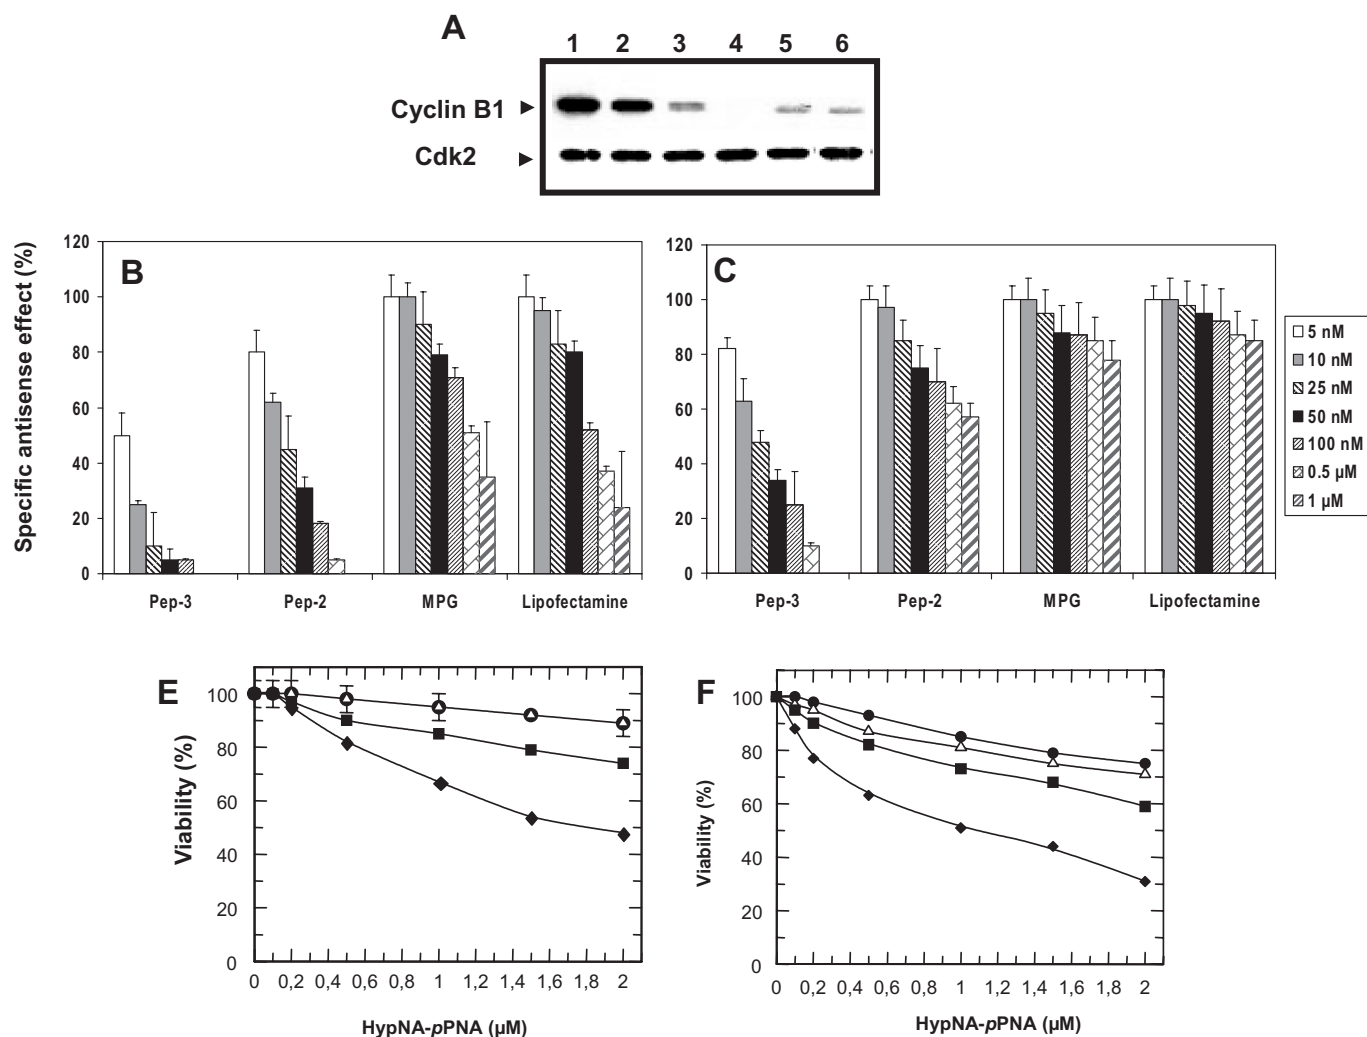 A
1 2 3 4 5 6
Cyclin B1
Cdk2
B
Specific antisense effect (%)
120
100
80
60
40
20
0
Pep-3 Pep-2 MPG Lipofectamine
C
120
100
80
60
40
20
0
Pep-3 Pep-2 MPG Lipofectamine
5 nM
10 nM
25 nM
50 nM
100 nM
0.5 µM
1 µM
E
Viability (%)
100
80
60
40
20
0
0 0,2 0,4 0,6 0,8 1 1,2 1,4 1,6 1,8 2
HypNA-pPNA (µM)
F
Viability (%)
100
80
60
40
20
0
0 0,2 0,4 0,6 0,8 1 1,2 1,4 1,6 1,8 2
HypNA-pPNA (µM)